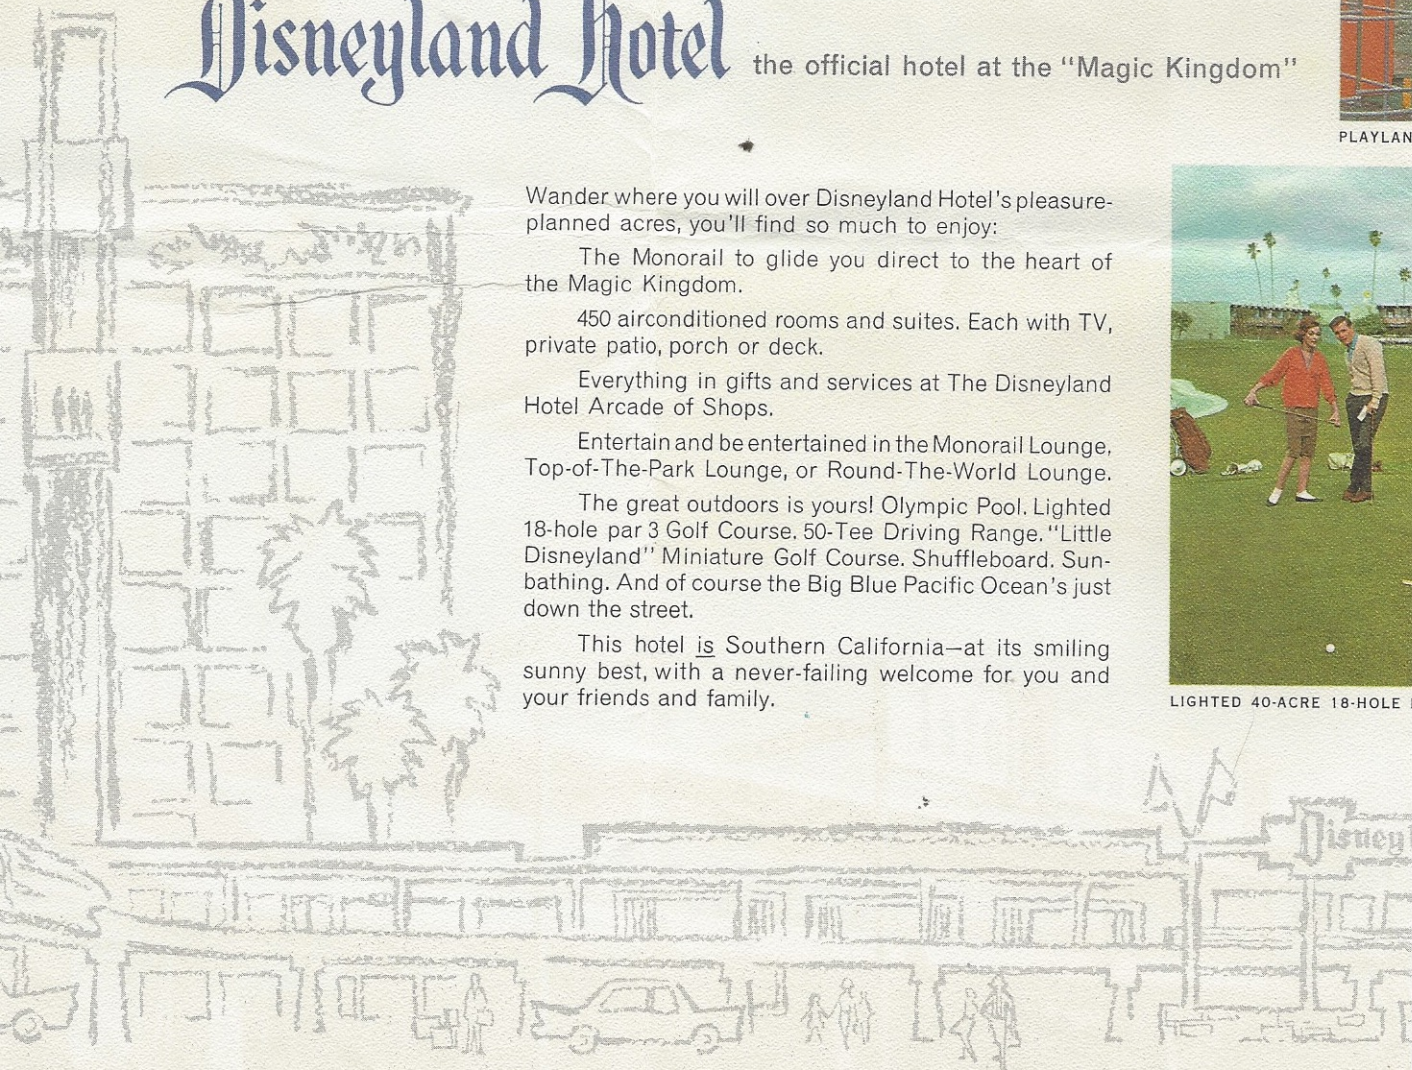 Disneyland Hotel the official hotel at the “Magic Kingdom”
PLAYLAN
Wander where you will over Disneyland Hotel's pleasure-
planned acres, you'll find so much to enjoy:
The Monorail to glide you direct to the heart of
the Magic Kingdom.
450 airconditioned rooms and suites. Each with TV,
private patio, porch or deck.
Everything in gifts and services at The Disneyland
Hotel Arcade of Shops.
Entertain and be entertained in the Monorail Lounge,
Top-of-The-Park Lounge, or Round-The-World Lounge.
The great outdoors is yours! Olympic Pool. Lighted
18-hole par 3 Golf Course. 50-Tee Driving Range. “Little
Disneyland” Miniature Golf Course. Shuffleboard. Sun-
bathing. And of course the Big Blue Pacific Ocean's just
down the street.
This hotel is Southern California—at its smiling
sunny best, with a never-failing welcome for you and
your friends and family.
LIGHTED 40-ACRE 18-HOLE
Disneyl